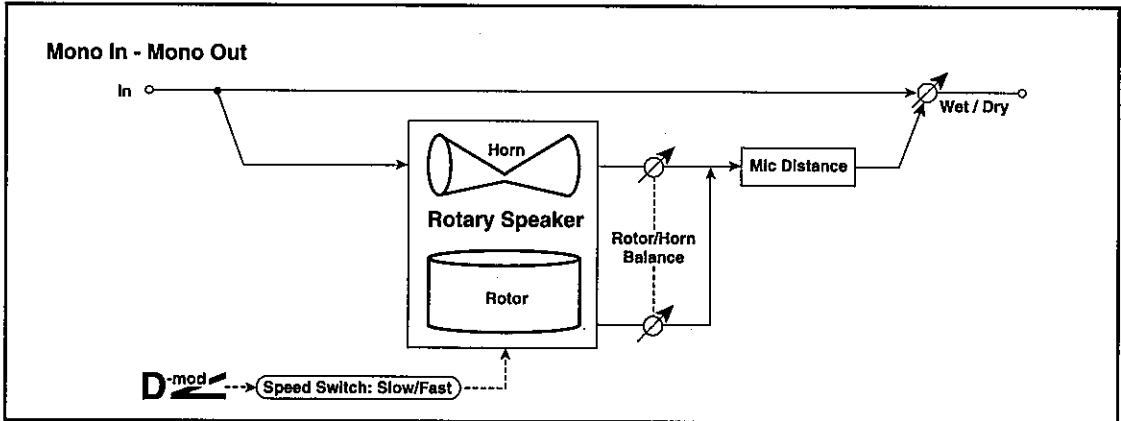 Mono In - Mono Out
In
Wet / Dry
Horn
Mic Distance
Rotary Speaker
Rotor/Horn
Balance
Rotor
D-mod
Speed Switch: Slow/Fast